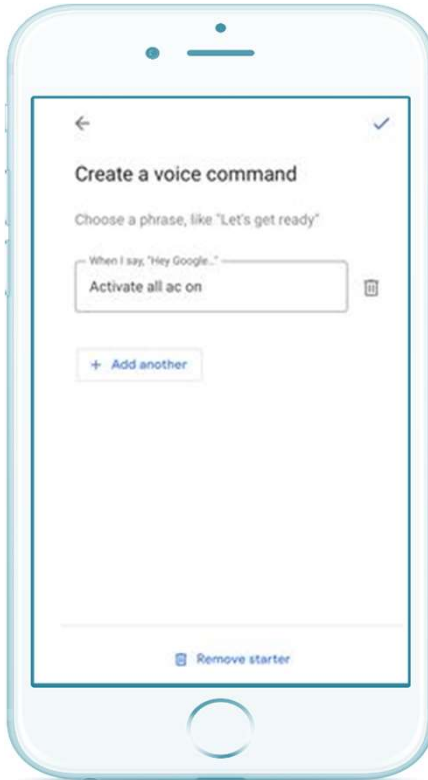 Create a voice command
Choose a phrase, like "Let's get ready"
When I say, "Hey Google..."
Activate all ac on
+ Add another
Remove starter